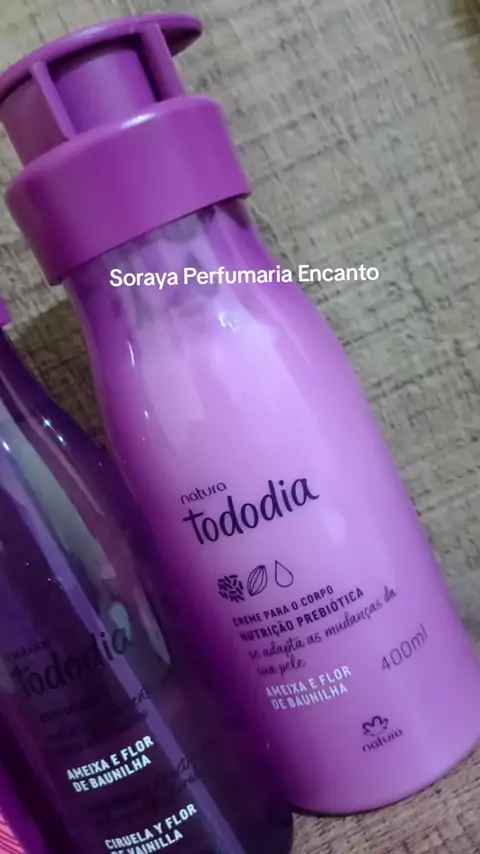 Soraya Perfumaria Encanto
natura
tododia
CREME PARA O CORPO
NUTRIÇÃO PREBIÓTICA
se adapta as mudanças da
sua pele
400ml
AMEIXA E FLOR
DE BAUNILHA
natura
natura
tododia
AMEIXA E FLOR
DE BAUNILHA
CIRUELA Y FLOR
DE VAINILLA